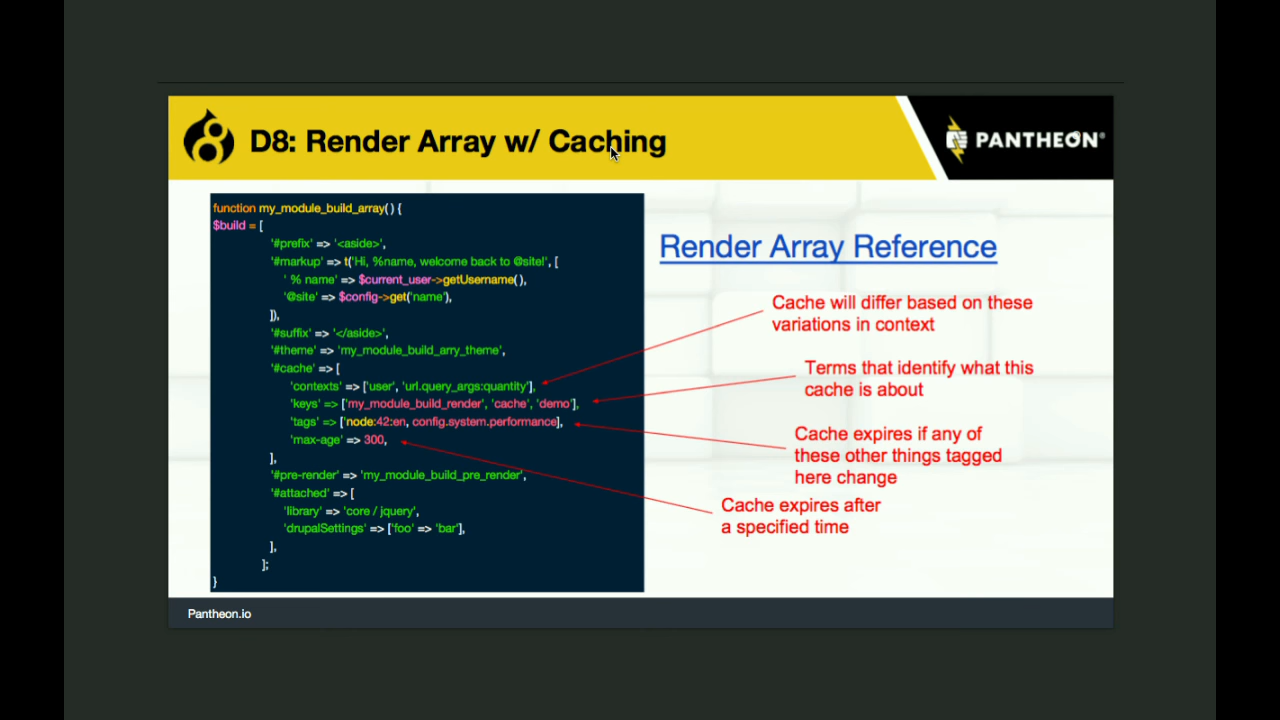 D8: Render Array w/ Caching
PANTHEON®
function my_module_build_array() {
$build = [
'#prefix' => '<aside>',
'#markup' => t('Hi, %name, welcome back to @site!', [
' % name' => $current_user->getUsername(),
'@site' => $config->get('name'),
]),
'#suffix' => '</aside>',
'#theme' => 'my_module_build_arry_theme',
'#cache' => [
'contexts' => ['user', 'url.query_args:quantity'],
'keys' => ['my_module_build_render', 'cache', 'demo'],
'tags' => ['node:42:en, config.system.performance],
'max-age' => 300,
],
'#pre-render' => 'my_module_build_pre_render',
'#attached' => [
'library' => 'core / jquery',
'drupalSettings' => ['foo' => 'bar'],
],
];
}
Render Array Reference
Cache will differ based on these
variations in context
Terms that identify what this
cache is about
Cache expires if any of
these other things tagged
here change
Cache expires after
a specified time
Pantheon.io